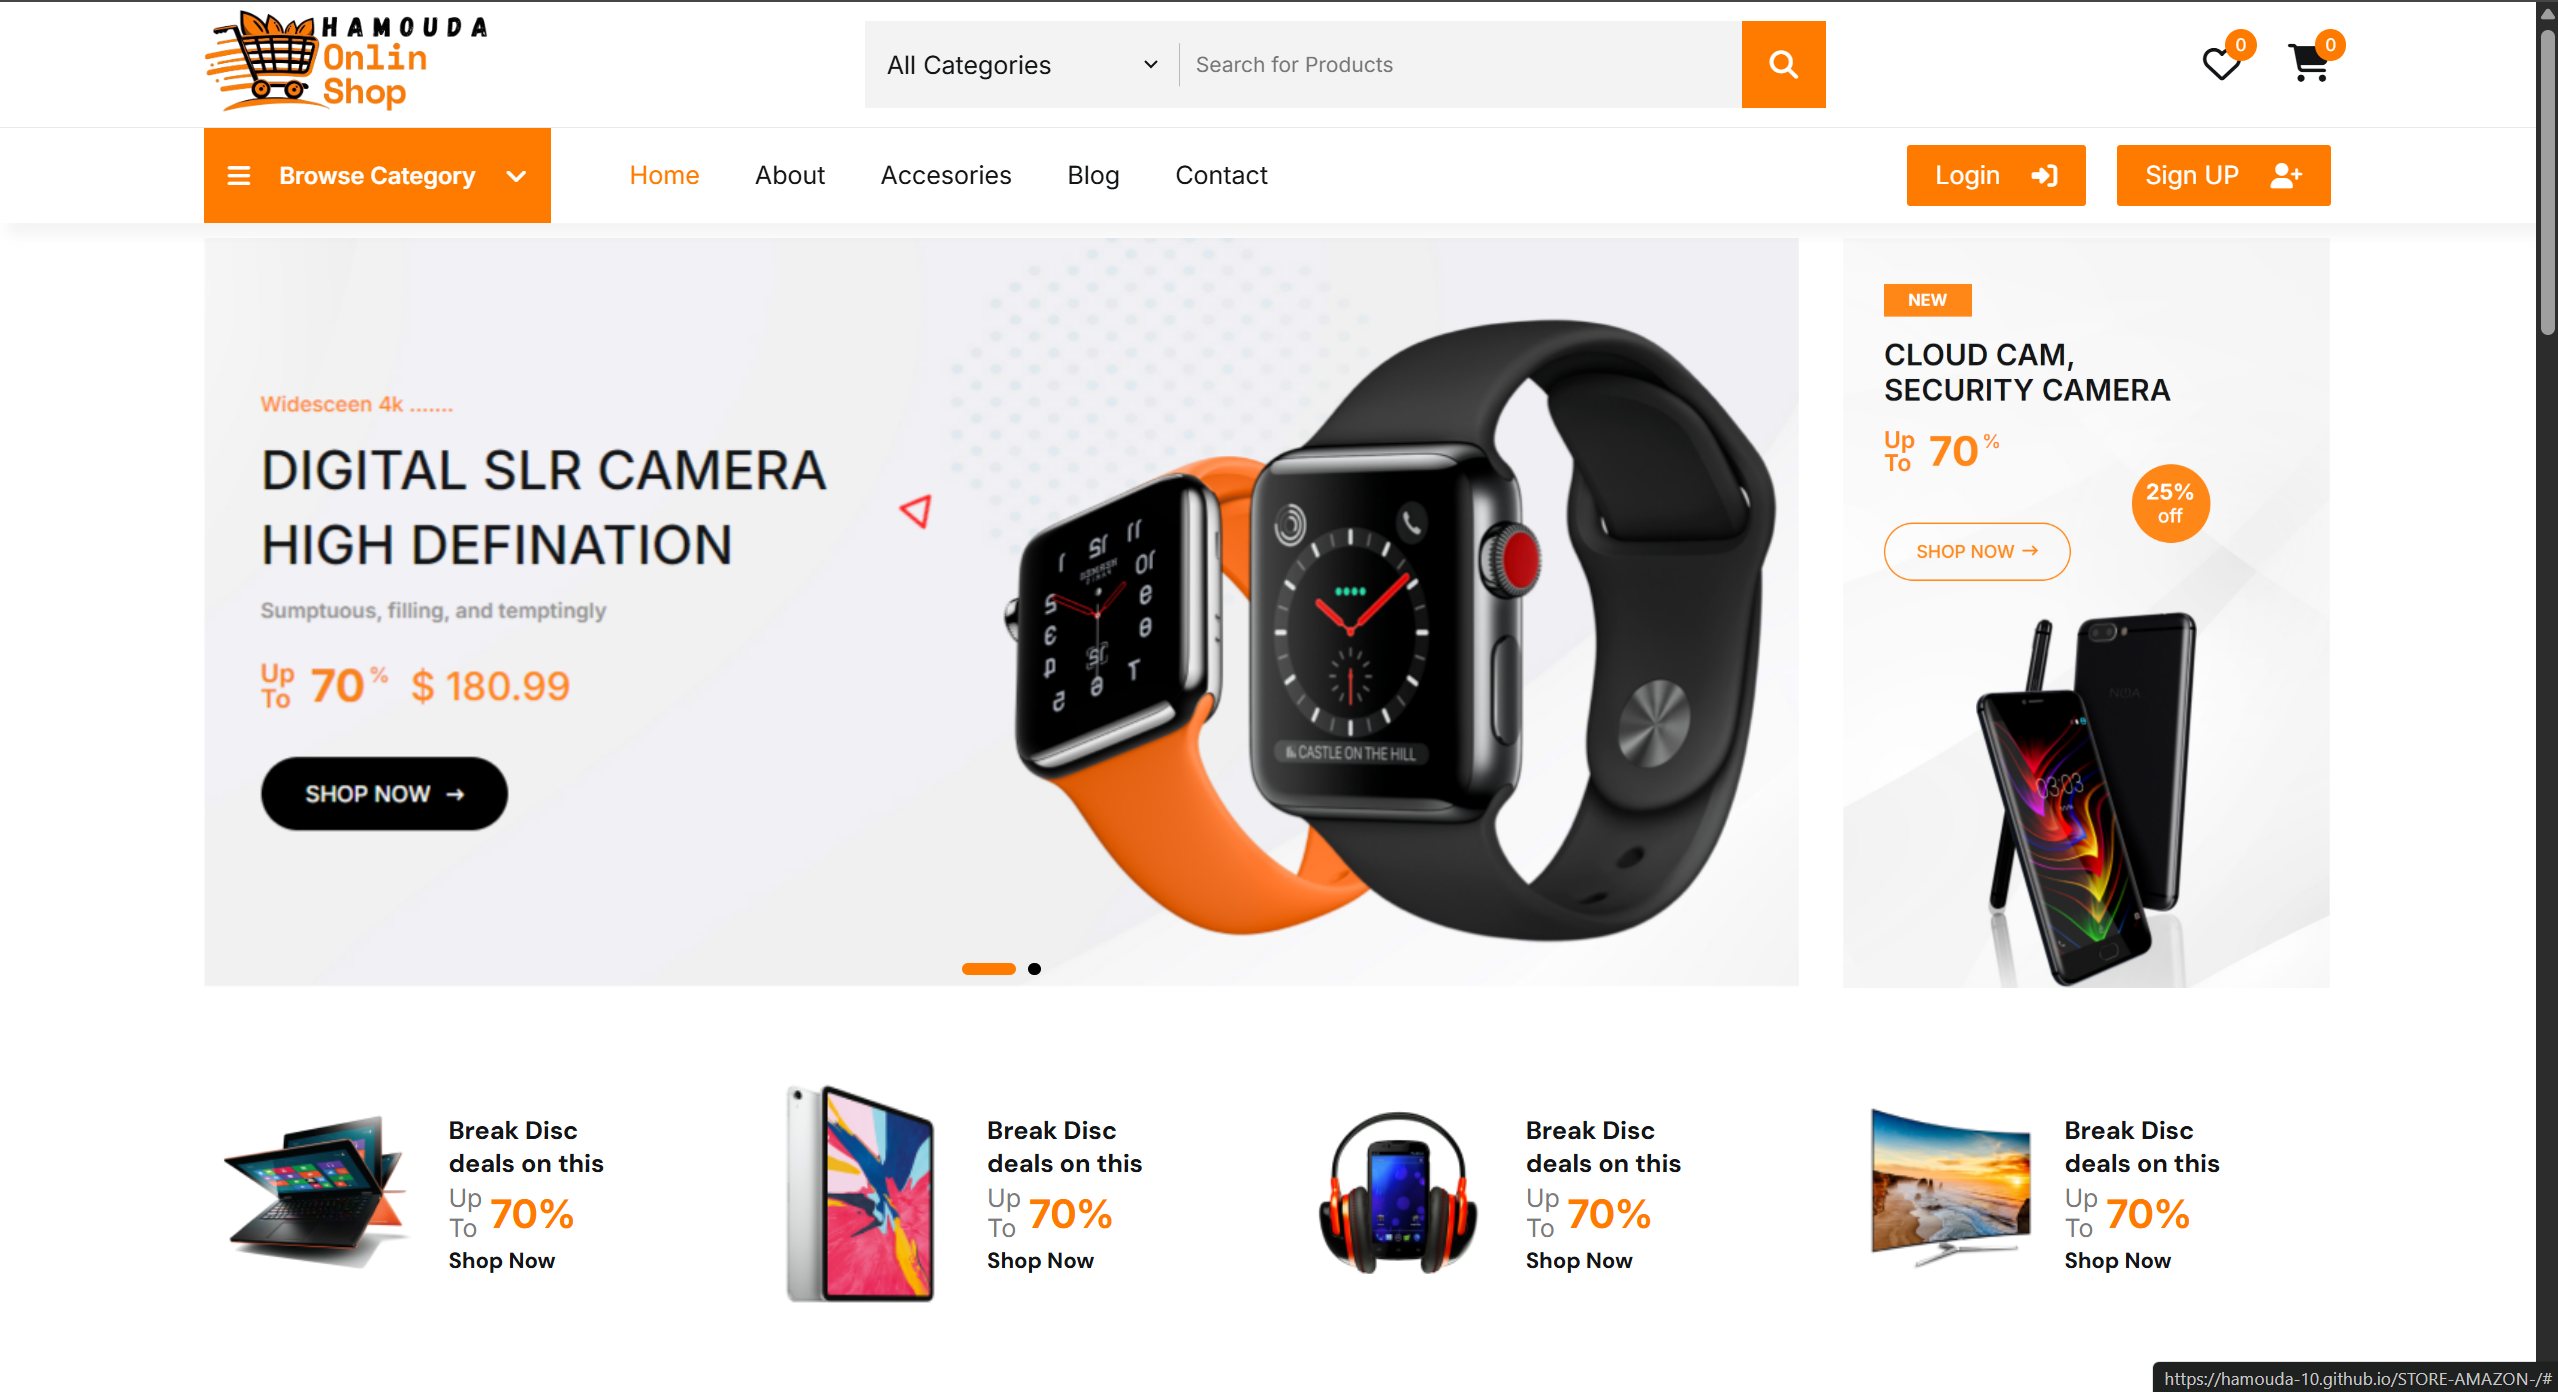 HAMOUDA
Onlin
Shop
All Categories
Search for Products
0
0
Browse Category
Home
About
Accesories
Blog
Contact
Login
Sign UP
Widesceen 4k .......
DIGITAL SLR CAMERA
HIGH DEFINATION
Sumptuous, filling, and temptingly
Up
To
70%
$ 180.99
SHOP NOW →
CASTLE ON THE HILL
NEW
CLOUD CAM,
SECURITY CAMERA
Up
To
70%
25%
off
SHOP NOW →
03:03
Break Disc
deals on this
Up
To
70%
Shop Now
Break Disc
deals on this
Up
To
70%
Shop Now
Break Disc
deals on this
Up
To
70%
Shop Now
Break Disc
deals on this
Up
To
70%
Shop Now
https://hamouda-10.github.io/STORE-AMAZON-/#